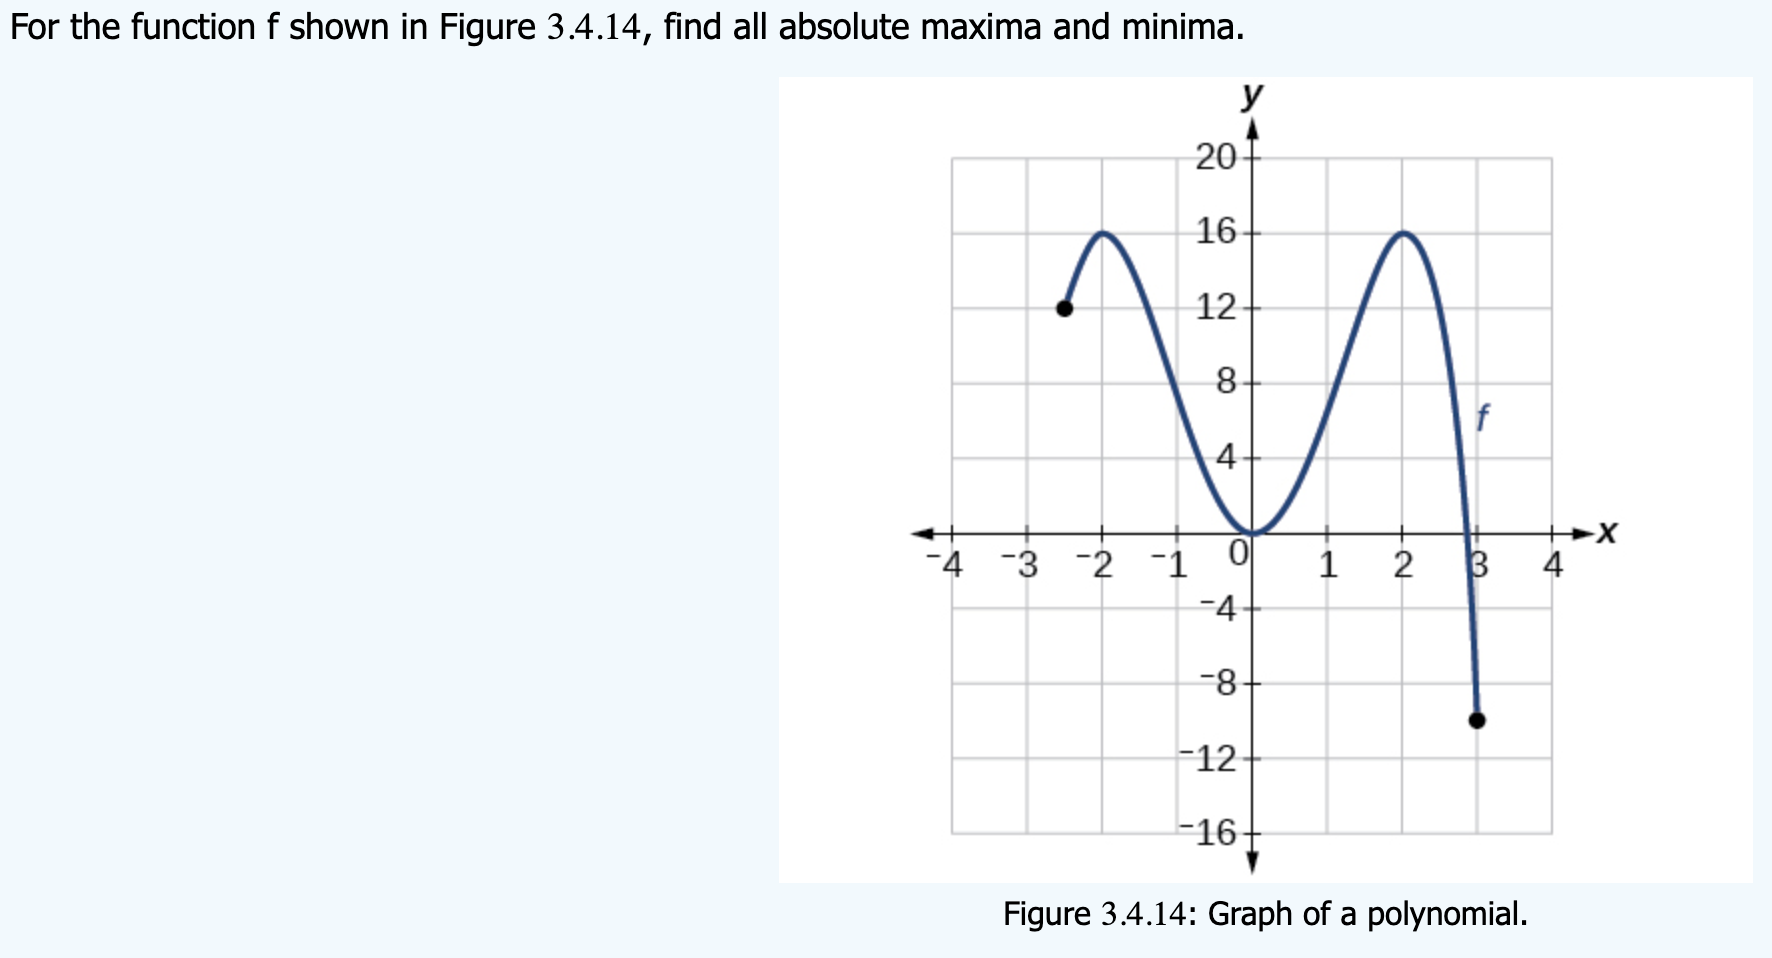 For the function f shown in Figure 3.4.14, find all absolute maxima and minima.
y
20
16
12
8
f
4
x
-4 -3 -2 -1 0 1 2 3 4
-4
-8
-12
-16
Figure 3.4.14: Graph of a polynomial.